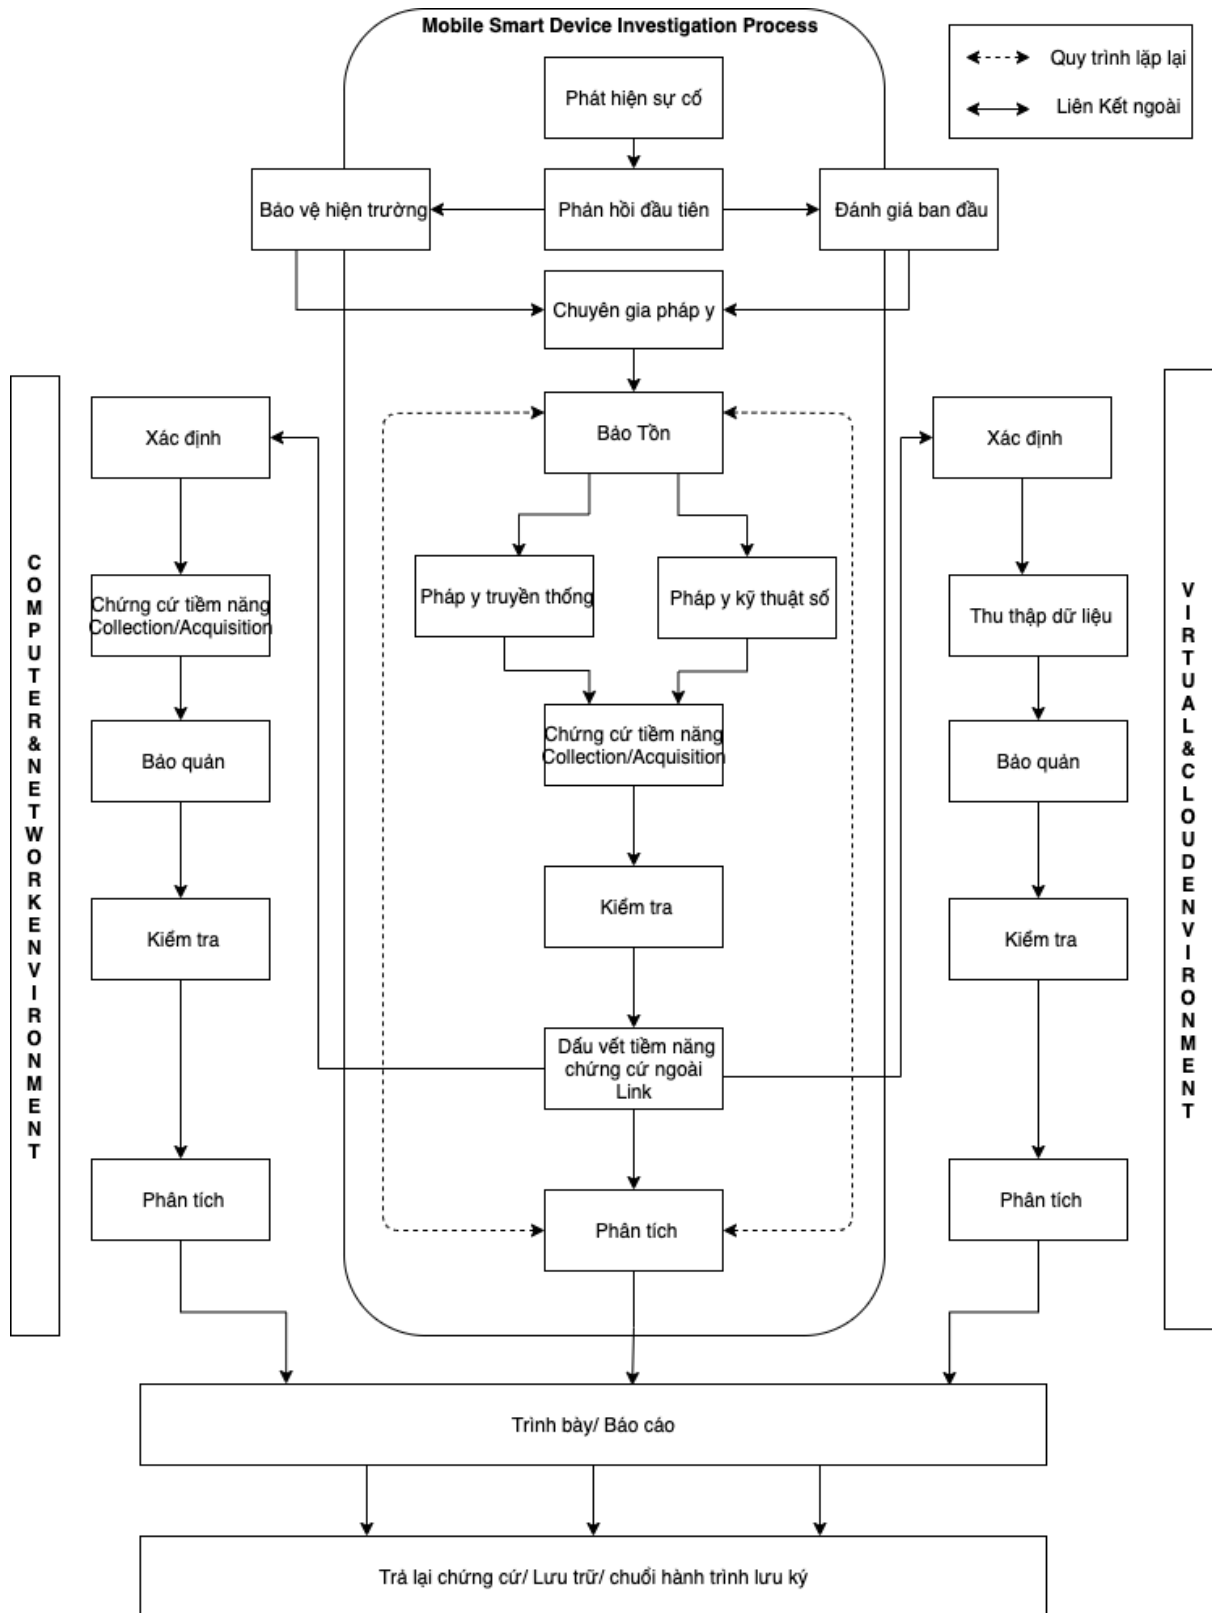 Mobile Smart Device Investigation Process
Quy trình lặp lại
Liên Kết ngoài
Phát hiện sự cố
Bảo vệ hiện trường
Phản hồi đầu tiên
Đánh giá ban đầu
Chuyên gia pháp y
COMPUTER&NETWORKENVIRONMENT
VIRTUAL&CLOUDENVIRONMENT
Xác định
Bảo Tồn
Xác định
Chứng cứ tiềm năng
Collection/Acquisition
Pháp y truyền thống
Pháp y kỹ thuật số
Thu thập dữ liệu
Bảo quản
Chứng cứ tiềm năng
Collection/Acquisition
Bảo quản
Kiểm tra
Kiểm tra
Kiểm tra
Dấu vết tiềm năng
chứng cứ ngoài
Link
Phân tích
Phân tích
Phân tích
Trình bày/ Báo cáo
Trả lại chứng cứ/ Lưu trữ/ chuỗi hành trình lưu ký